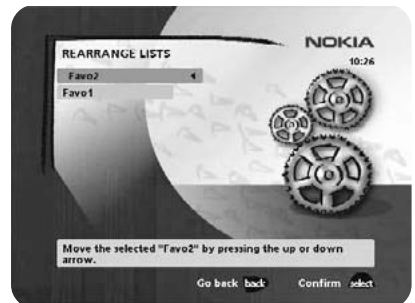 NOKIA
REARRANGE LISTS
10:26
Favo2
Favo1
Move the selected "Favo2" by pressing the up or down
arrow.
Go back back Confirm select